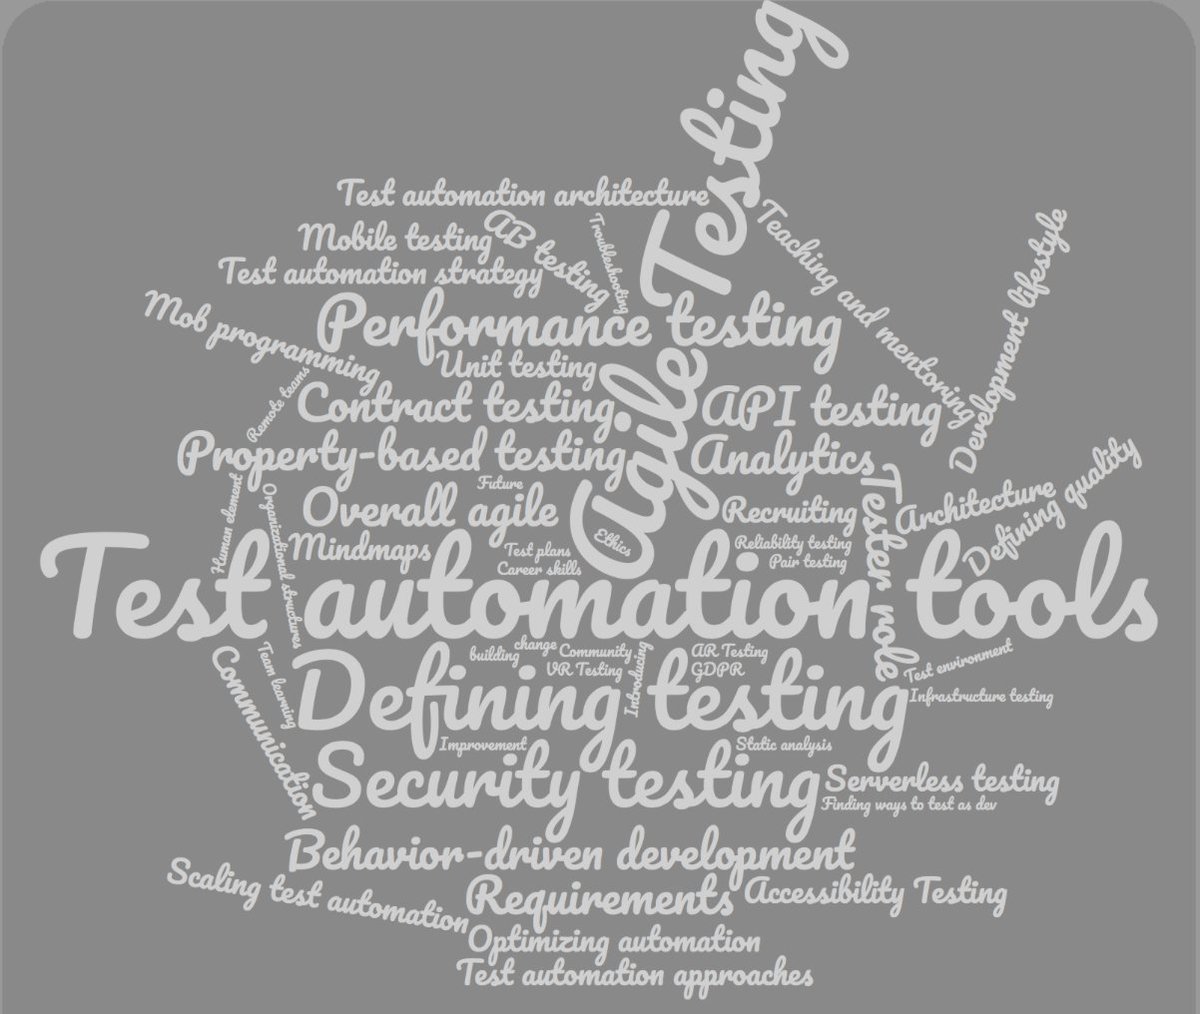 Agile Testing
Test automation architecture
Mobile testing
AB testing
Troubleshooting
Teaching and mentoring
Development lifestyle
Test automation strategy
Mob programming
Performance testing
Unit testing
Remote teams
Contract testing
API testing
Property-based testing
Analytics
Tester role
Defining quality
Human element
Organizational structures
Future
Overall agile
Recruiting
Architecture
Ethics
Mindmaps
Test plans
Reliability testing
Career skills
Pair testing
Test automation tools
Communication
Team learning
building
change
Community
VR Testing
Introducing
AR Testing
GDPR
Test environment
Defining testing
Infrastructure testing
Improvement
Static analysis
Security testing
Serverless testing
Finding ways to test as dev
Behavior-driven development
Scaling test automation
Requirements
Accessibility Testing
Optimizing automation
Test automation approaches